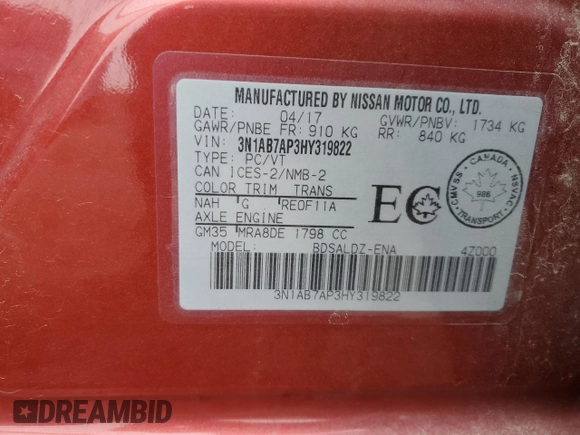 MANUFACTURED BY NISSAN MOTOR CO., LTD.
DATE: 04/17 GVWR/PNBV: 1734 KG
GAWR/PNBE FR: 910 KG RR: 840 KG
VIN: 3N1AB7AP3HY319822
TYPE: PC/VT
CAN ICES-2/NMB-2
COLOR TRIM TRANS
NAH G RE0F11A
AXLE ENGINE
GM35 MRA8DE 1798 CC
MODEL: BDSALDZ-ENA 4Z000
3N1AB7AP3HY319822
EC
CANADA
CMVSS
NSVAC
986
TRANSPORT
DREAMBID